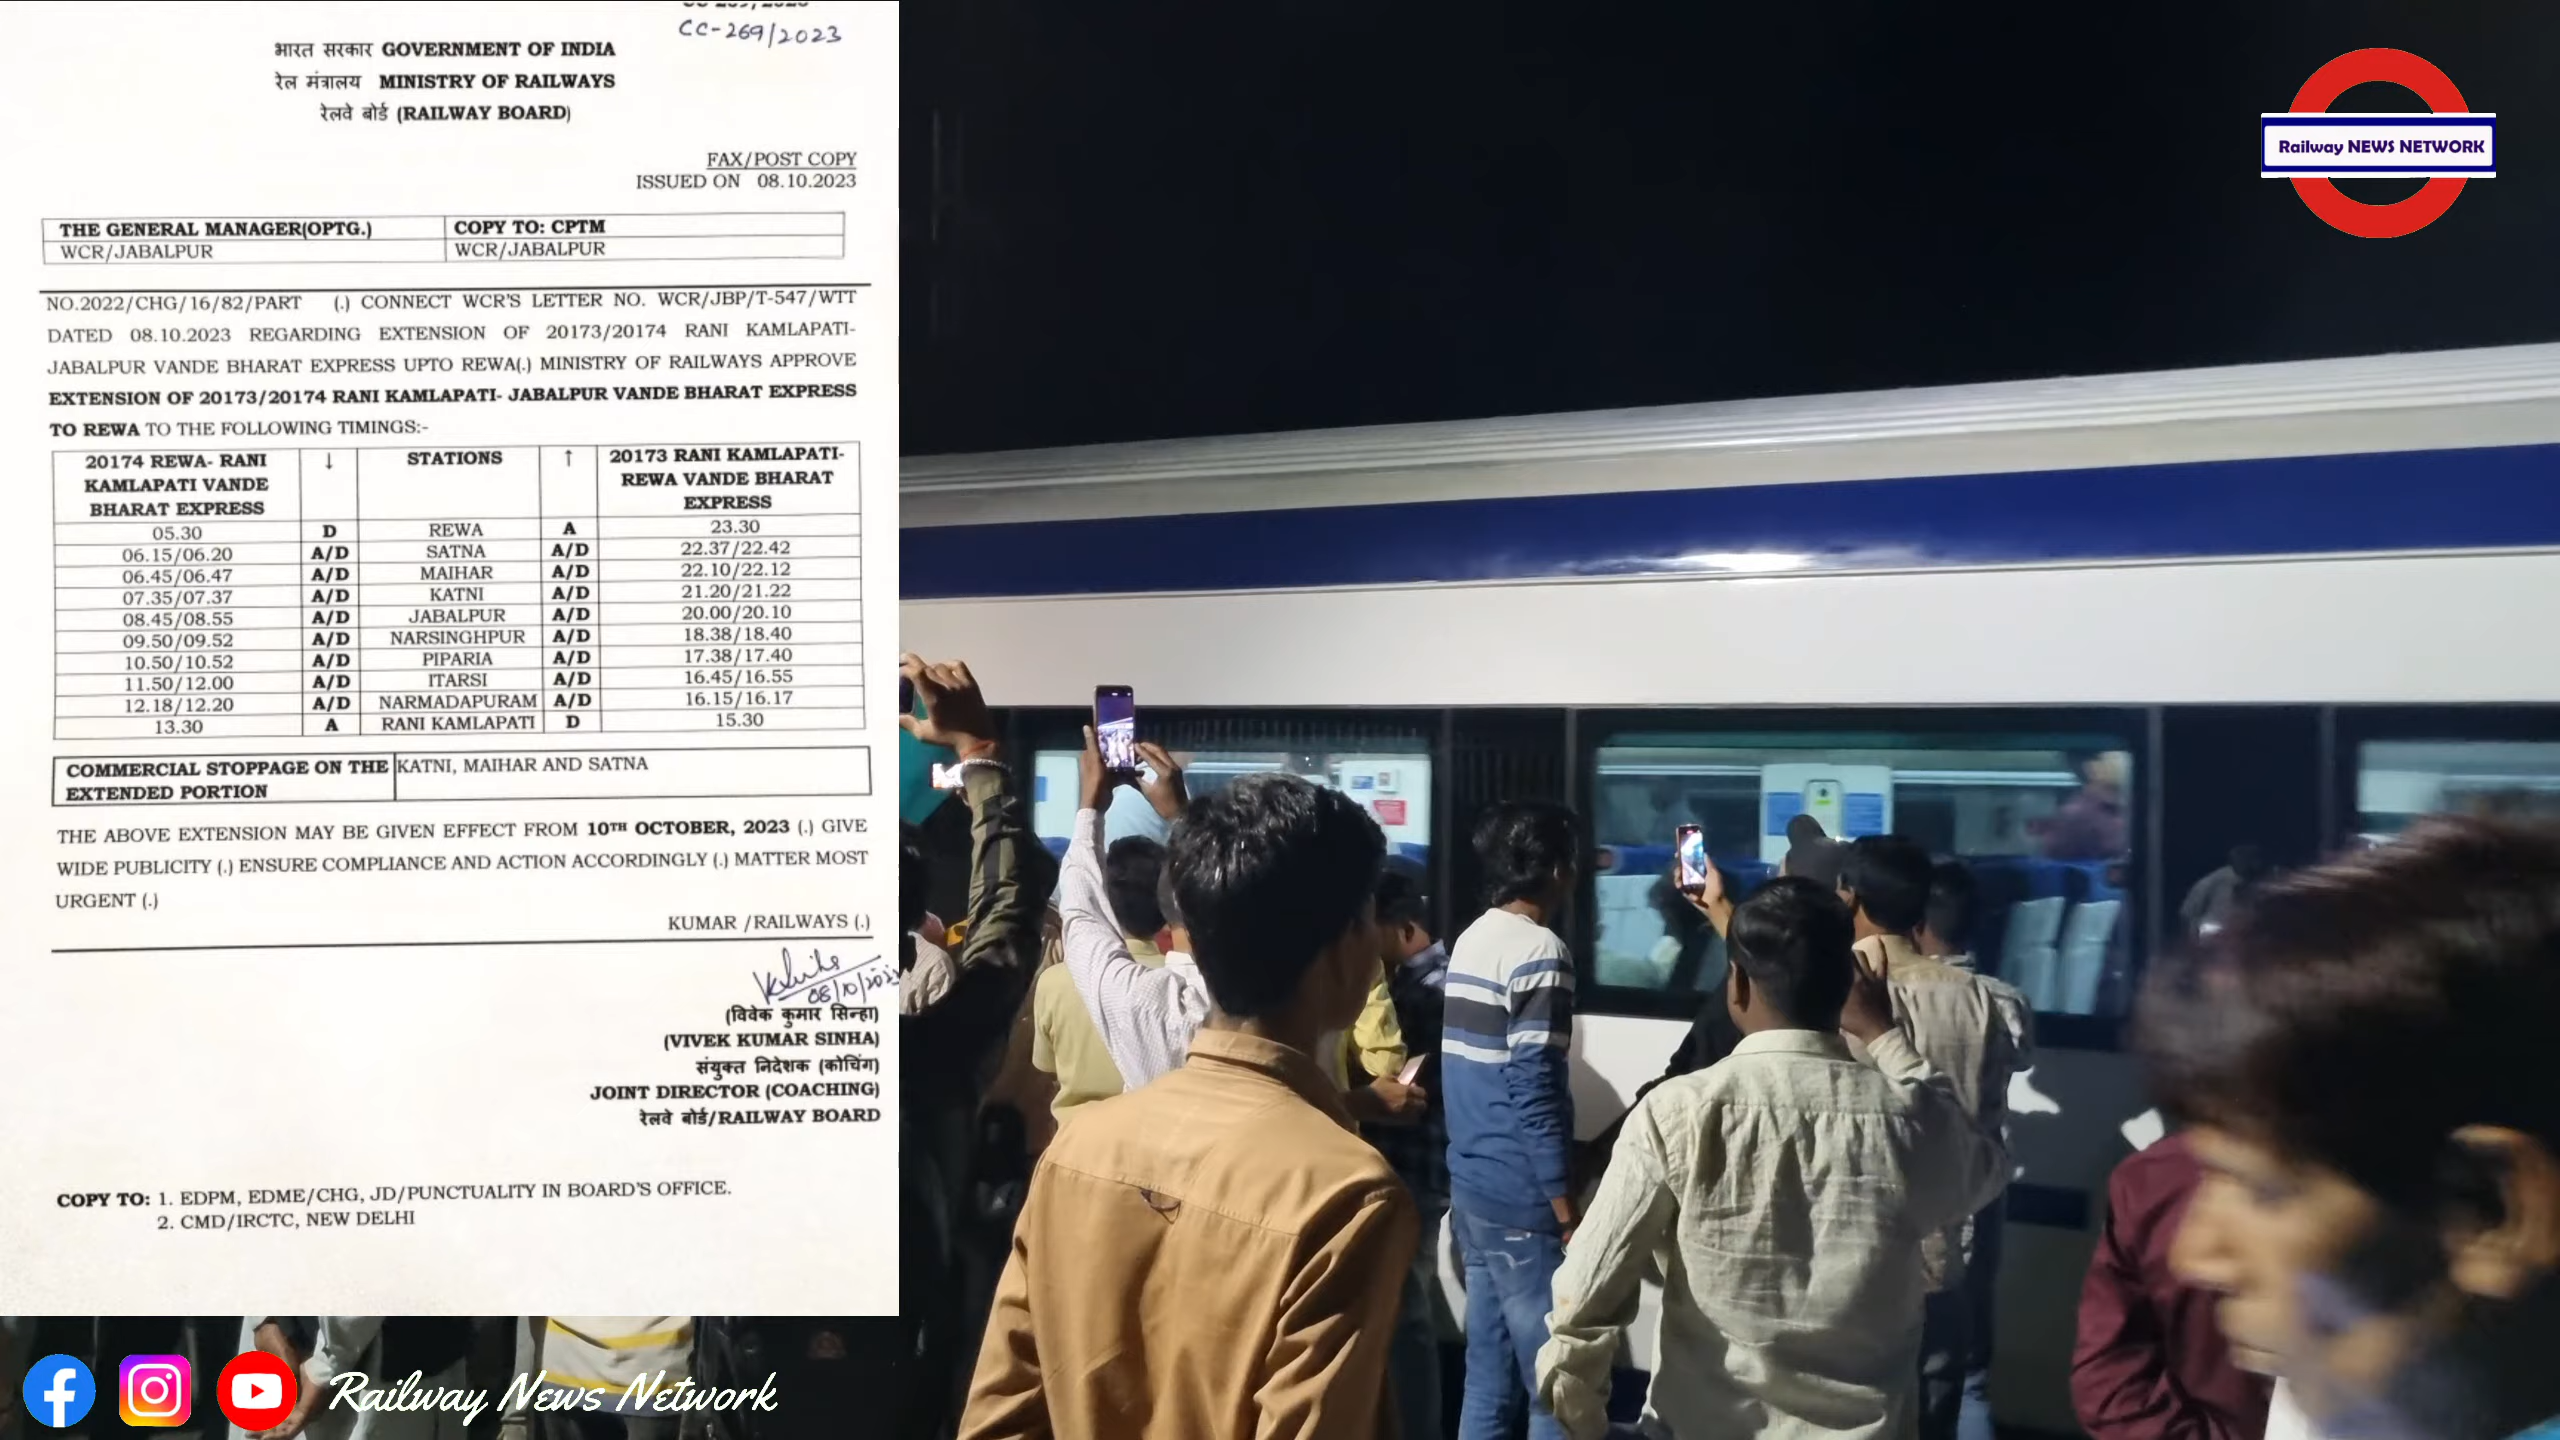 CC-269/2023
भारत सरकार GOVERNMENT OF INDIA
रेल मंत्रालय MINISTRY OF RAILWAYS
रेलवे बोर्ड (RAILWAY BOARD)
FAX/POST COPY
ISSUED ON 08.10.2023
THE GENERAL MANAGER(OPTG.) COPY TO: CPTM
WCR/JABALPUR WCR/JABALPUR
NO.2022/CHG/16/82/PART (.) CONNECT WCR'S LETTER NO. WCR/JBP/T-547/WTT
DATED 08.10.2023 REGARDING EXTENSION OF 20173/20174 RANI KAMLAPATI-
JABALPUR VANDE BHARAT EXPRESS UPTO REWA(.) MINISTRY OF RAILWAYS APPROVE
EXTENSION OF 20173/20174 RANI KAMLAPATI- JABALPUR VANDE BHARAT EXPRESS
TO REWA TO THE FOLLOWING TIMINGS:-
20174 REWA- RANI ↓ STATIONS ↑ 20173 RANI KAMLAPATI-
KAMLAPATI VANDE REWA VANDE BHARAT
BHARAT EXPRESS EXPRESS
05.30 D REWA A 23.30
06.15/06.20 A/D SATNA A/D 22.37/22.42
06.45/06.47 A/D MAIHAR A/D 22.10/22.12
07.35/07.37 A/D KATNI A/D 21.20/21.22
08.45/08.55 A/D JABALPUR A/D 20.00/20.10
09.50/09.52 A/D NARSINGHPUR A/D 18.38/18.40
10.50/10.52 A/D PIPARIA A/D 17.38/17.40
11.50/12.00 A/D ITARSI A/D 16.45/16.55
12.18/12.20 A/D NARMADAPURAM A/D 16.15/16.17
13.30 A RANI KAMLAPATI D 15.30
COMMERCIAL STOPPAGE ON THE KATNI, MAIHAR AND SATNA
EXTENDED PORTION
THE ABOVE EXTENSION MAY BE GIVEN EFFECT FROM 10TH OCTOBER, 2023 (.) GIVE
WIDE PUBLICITY (.) ENSURE COMPLIANCE AND ACTION ACCORDINGLY (.) MATTER MOST
URGENT (.)
KUMAR /RAILWAYS (.)
08/10/2023
(विवेक कुमार सिन्हा)
(VIVEK KUMAR SINHA)
संयुक्त निदेशक (कोचिंग)
JOINT DIRECTOR (COACHING)
रेलवे बोर्ड/RAILWAY BOARD
COPY TO: 1. EDPM, EDME/CHG, JD/PUNCTUALITY IN BOARD'S OFFICE.
2. CMD/IRCTC, NEW DELHI
Railway NEWS NETWORK
Railway News Network